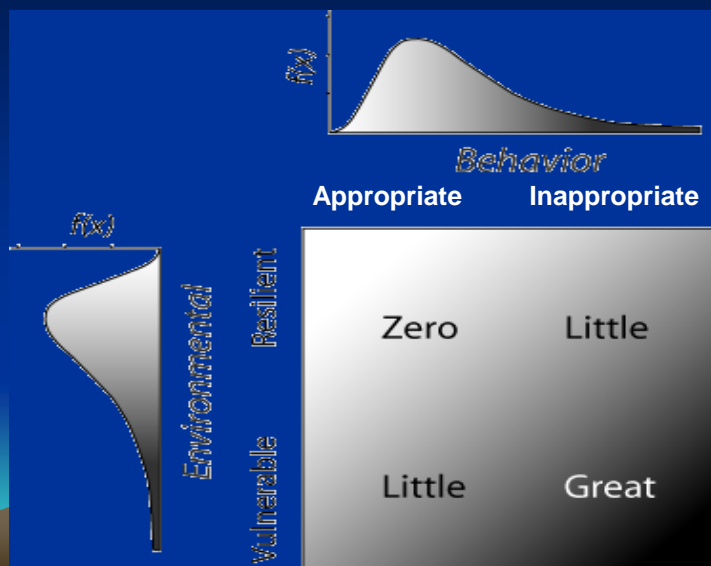 f(x)
Behavior
Appropriate Inappropriate
f(x)
Environmental
Resilient
Vulnerable
Zero Little
Little Great